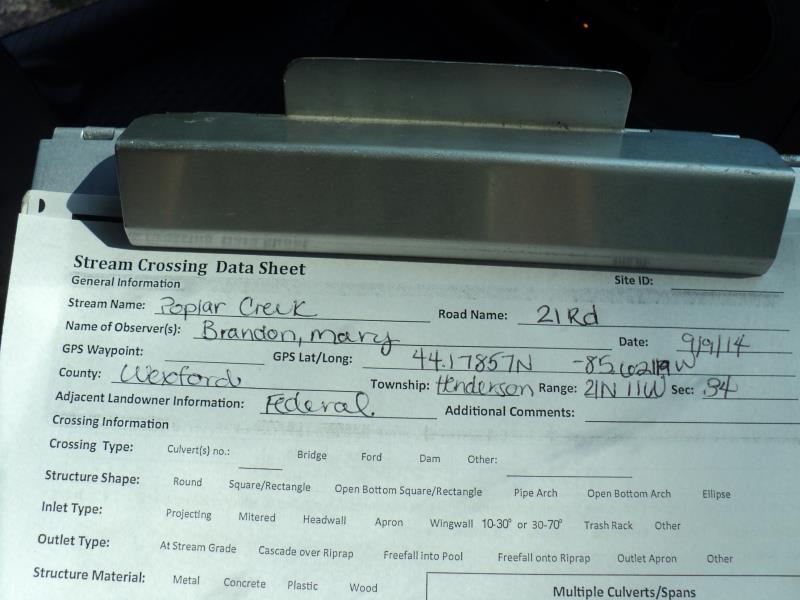 Stream Crossing Data Sheet
General Information Site ID:
Stream Name: Poplar Creek Road Name: 21 Rd
Name of Observer(s): Brandon, Mary Date: 9/9/14
GPS Waypoint: GPS Lat/Long: 44.17857N
County: Wexford Township: Henderson Range: 21N 11W Sec: 34
Adjacent Landowner Information: Federal Additional Comments:
Crossing Information
Crossing Type: Culvert(s) no.: Bridge Ford Dam Other:
Structure Shape: Round Square/Rectangle Open Bottom Square/Rectangle Pipe Arch Open Bottom Arch Ellipse
Inlet Type: Projecting Mitered Headwall Apron Wingwall 10-30° or 30-70° Trash Rack Other
Outlet Type: At Stream Grade Cascade over Riprap Freefall into Pool Freefall onto Riprap Outlet Apron Other
Structure Material: Metal Concrete Plastic Wood
Multiple Culverts/Spans